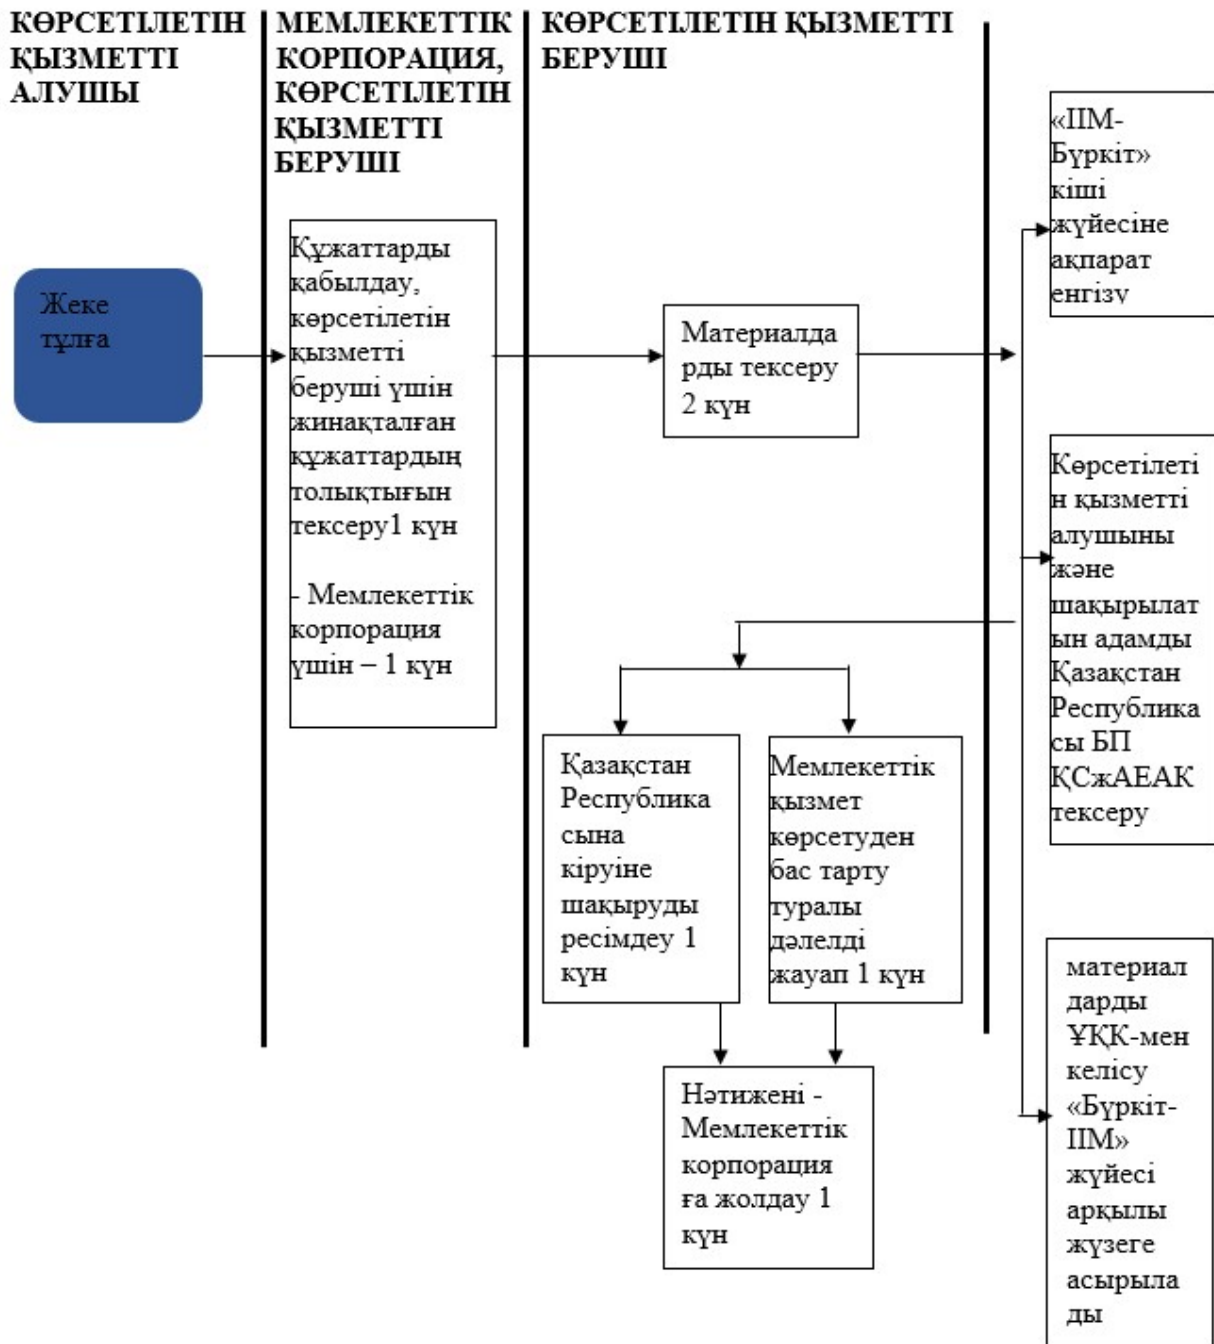 КӨРСЕТІЛЕТІН
ҚЫЗМЕТТІ
АЛУШЫ
МЕМЛЕКЕТТІК
КОРПОРАЦИЯ,
КӨРСЕТІЛЕТІН
ҚЫЗМЕТТІ
БЕРУШІ
КӨРСЕТІЛЕТІН ҚЫЗМЕТТІ
БЕРУШІ
Жеке
тұлға
Құжаттарды
қабылдау,
көрсетілетін
қызметті
беруші үшін
жинақталған
құжаттардың
толықтығын
тексеру1 күн
- Мемлекеттік
корпорация
үшін – 1 күн
Материалда
рды тексеру
2 күн
«ІІМ-
Бүркіт»
кіші
жүйесіне
ақпарат
енгізу
Көрсетілеті
н қызметті
алушыны
және
шақырылат
ын адамды
Қазақстан
Республика
сы БП
ҚСжАЕАК
тексеру
Қазақстан
Республика
сына
кіруіне
шақыруды
ресімдеу 1
күн
Мемлекеттік
қызмет
көрсетуден
бас тарту
туралы
дәлелді
жауап 1 күн
Нәтижені -
Мемлекеттік
корпорация
ға жолдау 1
күн
материал
дарды
ҰҚК-мен
келісу
«Бүркіт-
ІІМ»
жүйесі
арқылы
жүзеге
асырыла
ды